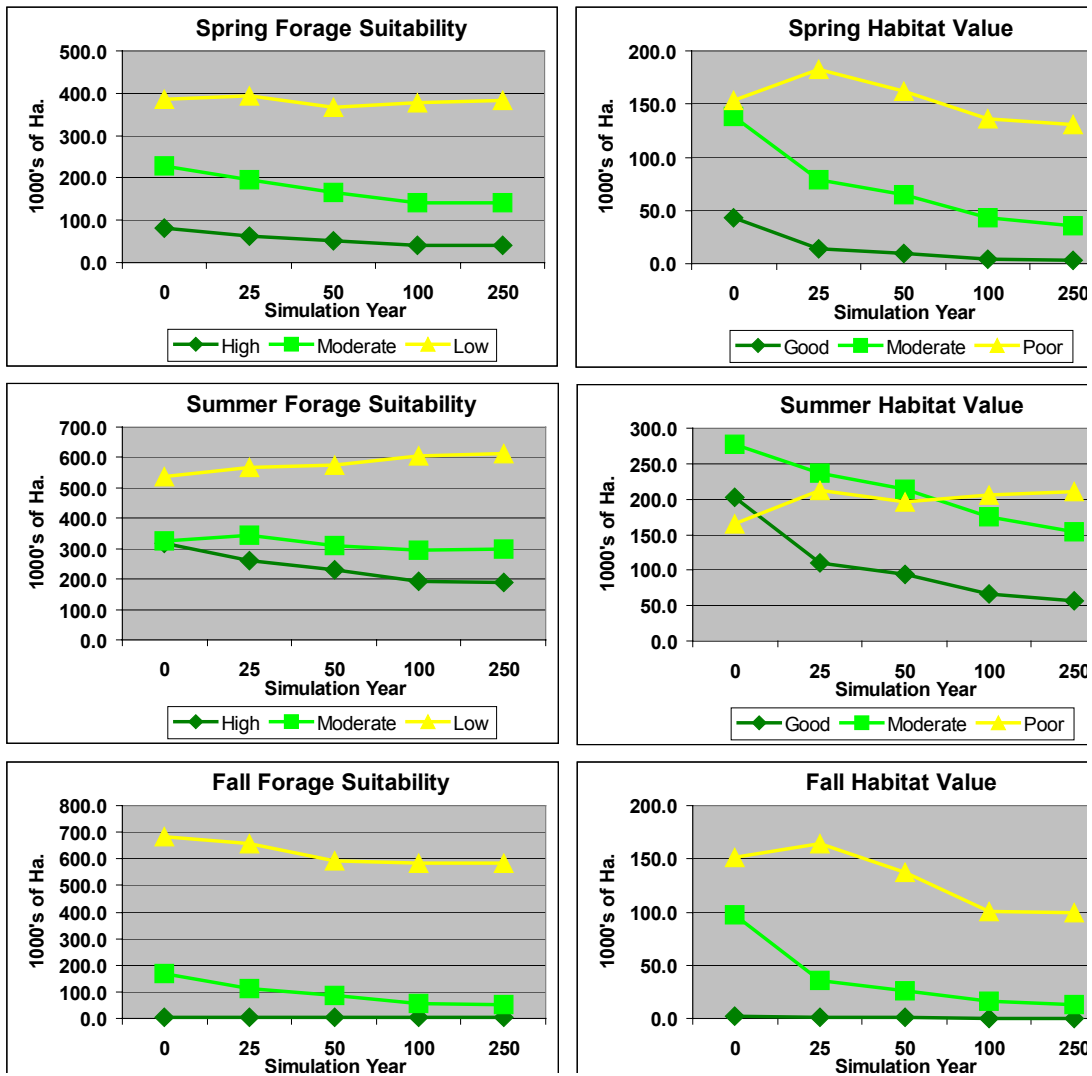 Spring Forage Suitability
500.0
400.0
300.0
200.0
100.0
0.0
1000's of Ha.
0 25 50 100 250
Simulation Year
High Moderate Low
Spring Habitat Value
200.0
150.0
100.0
50.0
0.0
1000's of Ha.
0 25 50 100 250
Simulation Year
Good Moderate Poor
Summer Forage Suitability
700.0
600.0
500.0
400.0
300.0
200.0
100.0
0.0
1000's of Ha.
0 25 50 100 250
Simulation Year
High Moderate Low
Summer Habitat Value
300.0
250.0
200.0
150.0
100.0
50.0
0.0
1000's of Ha.
0 25 50 100 250
Simulation Year
Good Moderate Poor
Fall Forage Suitability
800.0
700.0
600.0
500.0
400.0
300.0
200.0
100.0
0.0
1000's of Ha.
0 25 50 100 250
Simulation Year
Fall Habitat Value
200.0
150.0
100.0
50.0
0.0
1000's of Ha.
0 25 50 100 250
Simulation Year